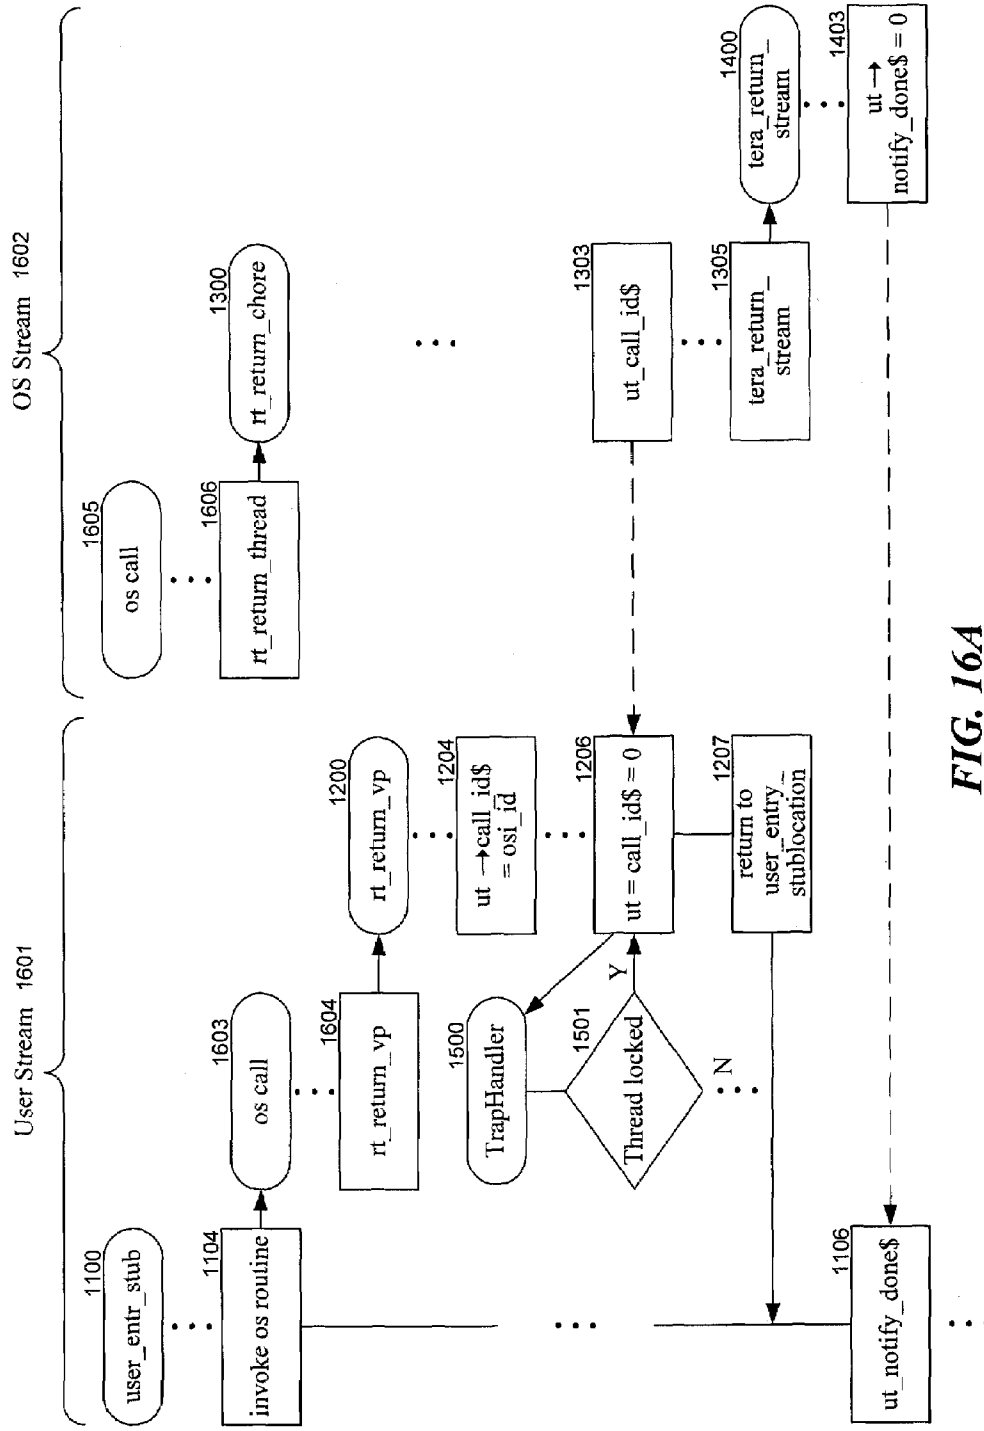 User Stream 1601
OS Stream 1602
1100
user_entr_stub
1104
invoke os routine
1603
os call
1604
rt_return_vp
1200
rt_return_vp
1204
ut →call_id$
= osi_id
1206
ut = call_id$ = 0
1207
return to
user_entry_
stublocation
1500
TrapHandler
1501
Thread locked
Y
N
1106
ut_notify_done$
1605
os call
1606
rt_return_thread
1300
rt_return_chore
1303
ut_call_id$
1305
tera_return_
stream
1400
tera_return_
stream
1403
ut →
notify_done$ = 0
FIG. 16A